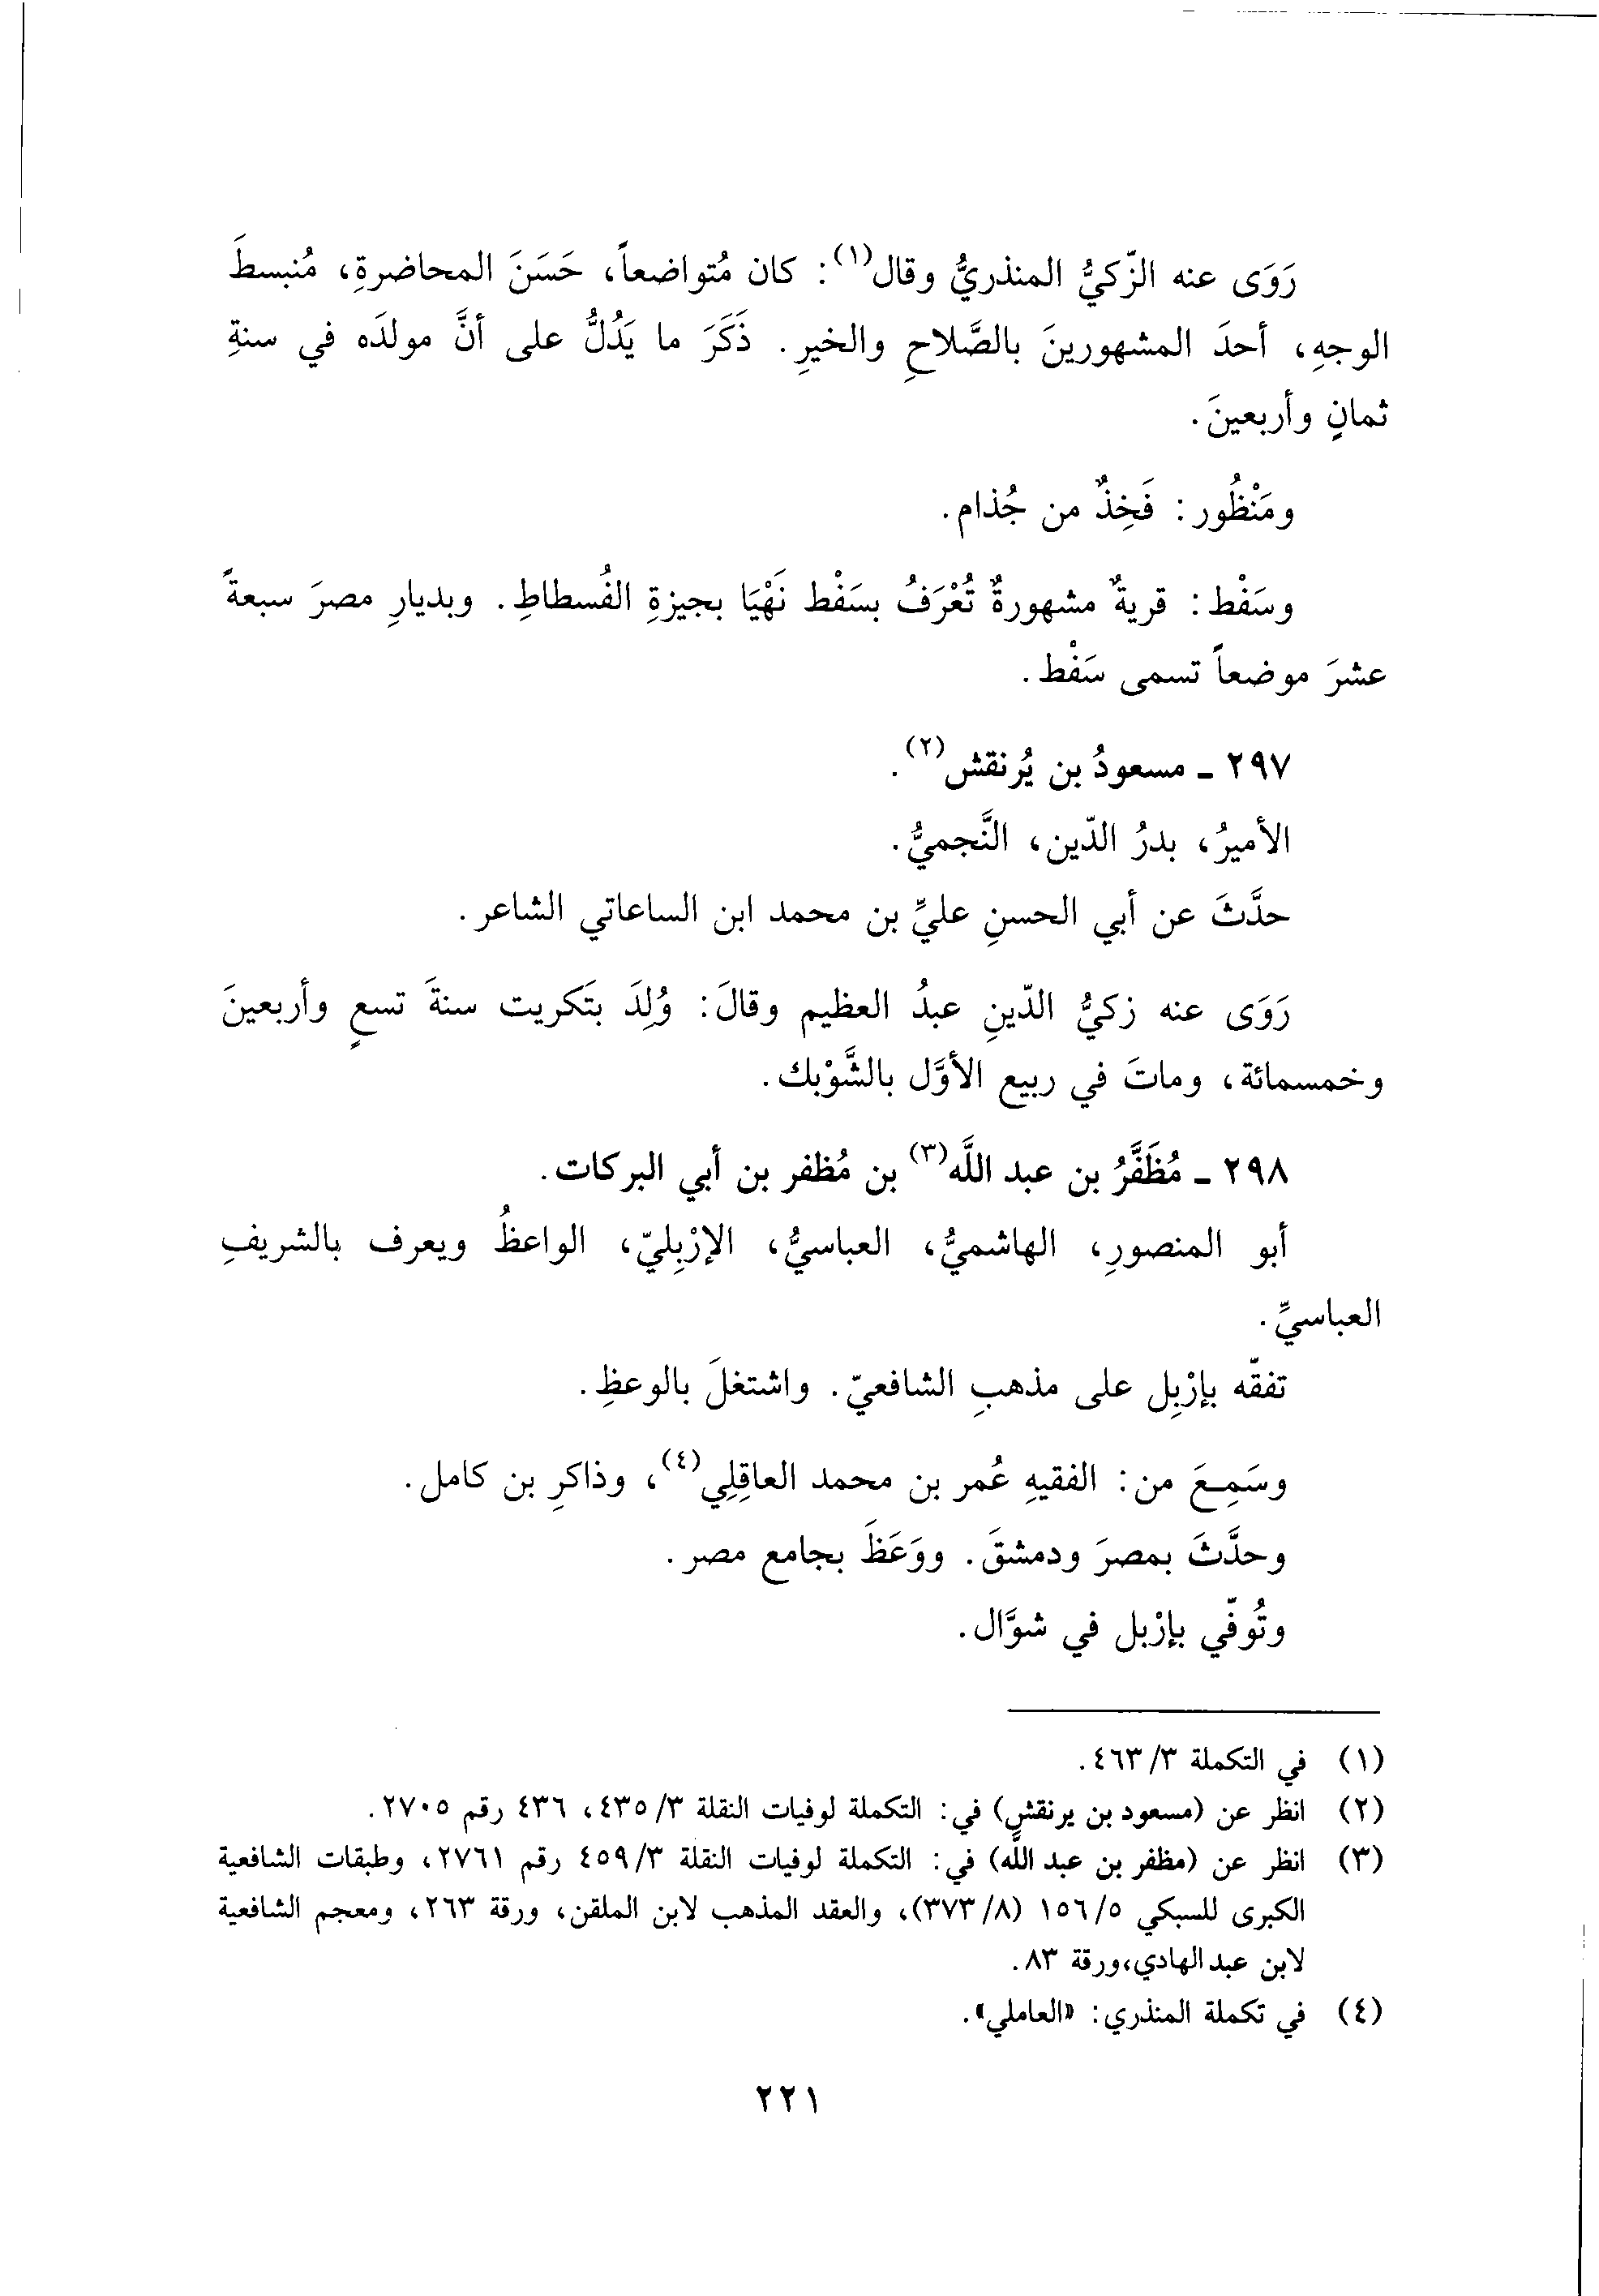 رَوَى عنه الزّكيُّ المنذريُّ وقال(١): كان مُتواضعاً، حَسَنَ المحاضرةِ، مُنبسطَ
الوجهِ، أحدَ المشهورينَ بالصَّلاحِ والخيرِ. ذَكَرَ ما يَدُلُّ على أنَّ مولدَه في سنةِ
ثمانٍ وأربعينَ.
ومَنْظُور: فَخِذٌ من جُذام.
وسَفْط: قريةٌ مشهورةٌ تُعْرَفُ بسَفْط نَهْيَا بجيزةِ الفُسطاطِ. وبديارِ مصرَ سبعةً
عشرَ موضعاً تسمى سَفْط.
٢٩٧ ـ مسعودُ بن يُرنقش(٢).
الأميرُ، بدرُ الدّين، النَّجميُّ.
حدَّثَ عن أبي الحسنِ عليِّ بن محمد ابن الساعاتي الشاعر.
رَوَى عنه زكيُّ الدّينِ عبدُ العظيم وقالَ: وُلِدَ بتَكريت سنةَ تسعٍ وأربعينَ
وخمسمائة، وماتَ في ربيع الأوَّل بالشَّوْبك.
٢٩٨ ـ مُظَفَّرُ بن عبد اللَّه(٣) بن مُظفر بن أبي البركات.
أبو المنصورِ، الهاشميُّ، العباسيُّ، الإرْبِليّ، الواعظُ ويعرف بالشريفِ
العباسيِّ.
تفقّه بإرْبِل على مذهبِ الشافعيّ. واشتغلَ بالوعظِ.
وسَمِعَ من: الفقيهِ عُمر بن محمد العاقِلِي(٤)، وذاكرِ بن كامل.
وحدَّثَ بمصرَ ودمشقَ. ووَعَظَ بجامع مصر.
وتُوفّي بإرْبل في شوَّال.
(١) في التكملة ٣/ ٤٦٣.
(٢) انظر عن (مسعود بن يرنقش) في: التكملة لوفيات النقلة ٣/ ٤٣٥، ٤٣٦ رقم ٢٧٠٥.
(٣) انظر عن (مظفر بن عبد اللَّه) في: التكملة لوفيات النقلة ٣/ ٤٥٩ رقم ٢٧٦١، وطبقات الشافعية
الكبرى للسبكي ٥/ ١٥٦ (٨/ ٣٧٣)، والعقد المذهب لابن الملقن، ورقة ٢٦٣، ومعجم الشافعية
لابن عبد الهادي،ورقة ٨٣.
(٤) في تكملة المنذري: «العاملي».
٢٢١